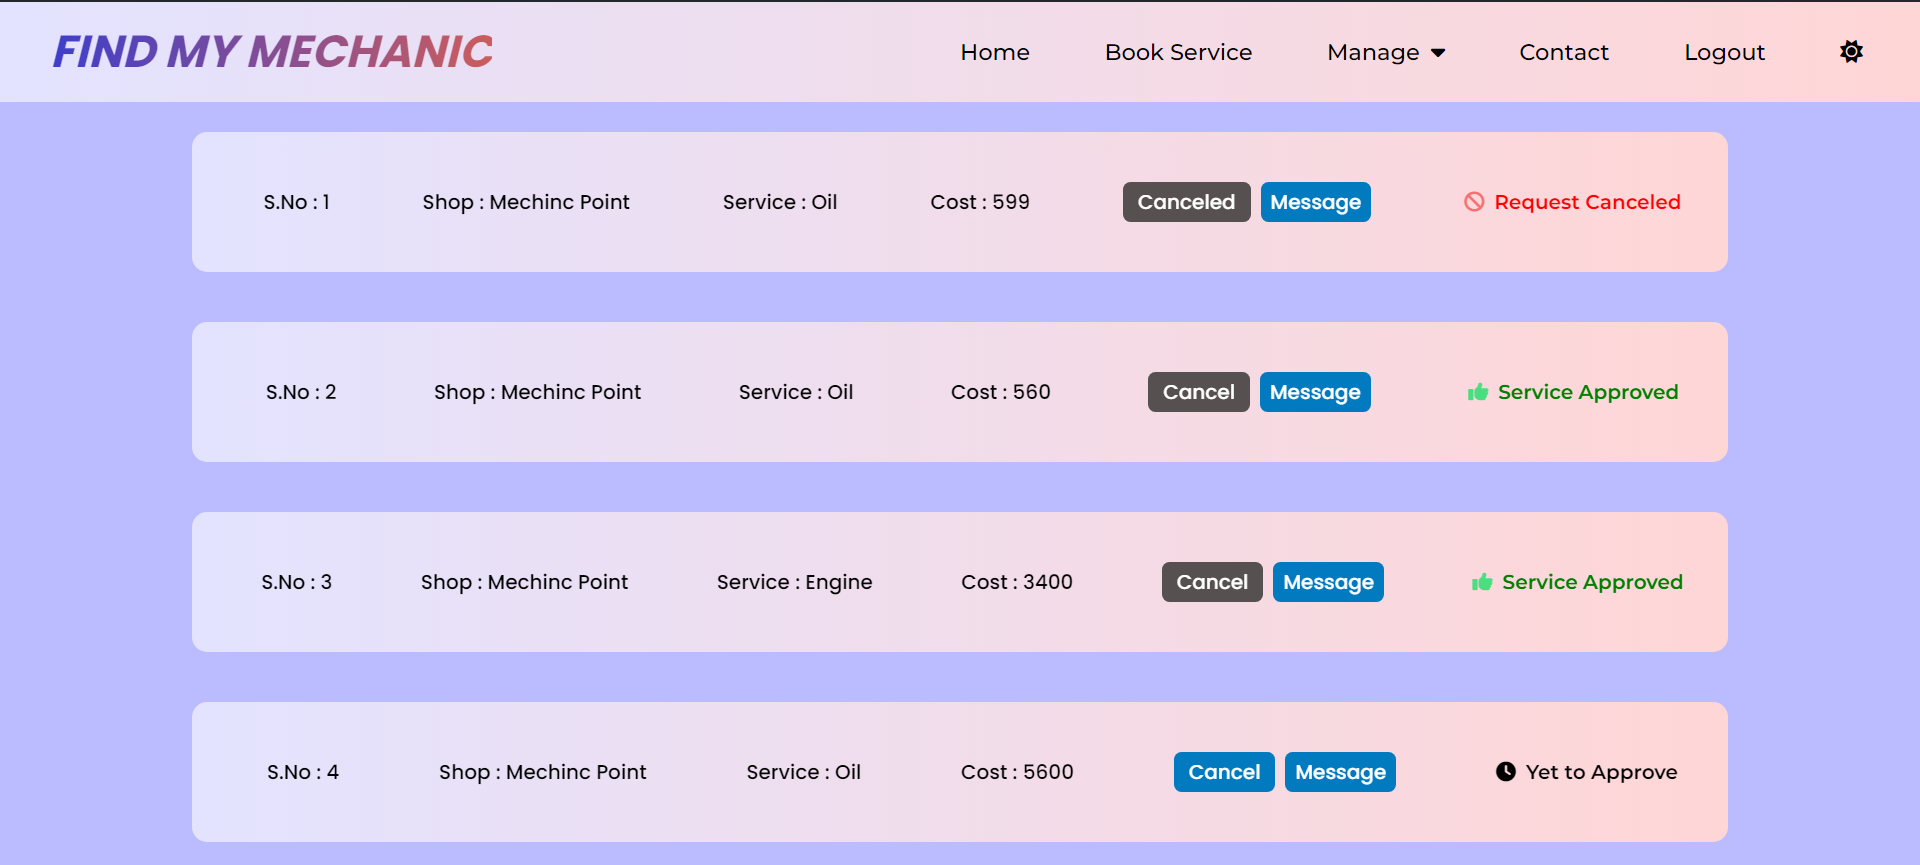 FIND MY MECHANIC Home Book Service Manage Contact Logout
S.No : 1 Shop : Mechinc Point Service : Oil Cost : 599 Canceled Message Request Canceled
S.No : 2 Shop : Mechinc Point Service : Oil Cost : 560 Cancel Message Service Approved
S.No : 3 Shop : Mechinc Point Service : Engine Cost : 3400 Cancel Message Service Approved
S.No : 4 Shop : Mechinc Point Service : Oil Cost : 5600 Cancel Message Yet to Approve